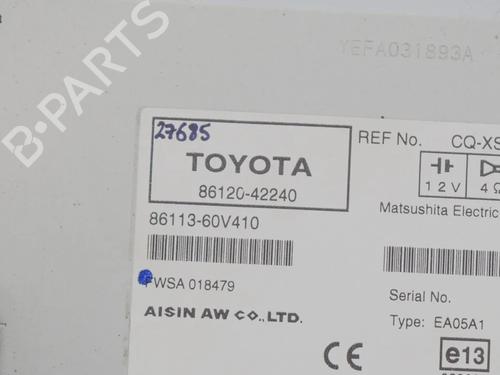 B-PARTS
YEFA031893A
27685
TOYOTA
86120-42240
REF No. CQ-XS
12V
4Ω
86113-60V410
Matsushita Electric
WSA 018479
Serial No.
AISIN AW CO.,LTD.
Type: EA05A1
CE
e13